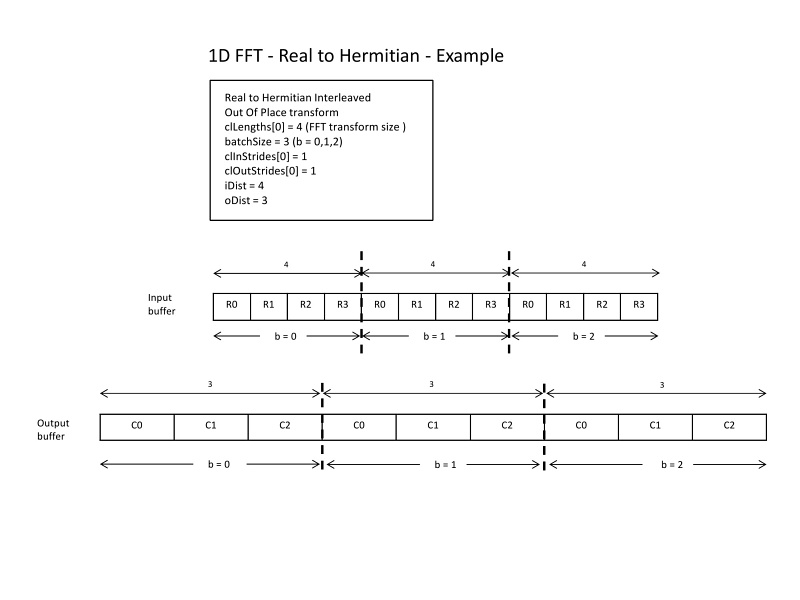 1D FFT - Real to Hermitian - Example
Real to Hermitian Interleaved
Out Of Place transform
clLengths[0] = 4 (FFT transform size )
batchSize = 3 (b = 0,1,2)
clInStrides[0] = 1
clOutStrides[0] = 1
iDist = 4
oDist = 3
4 4 4
Input
buffer
R0 R1 R2 R3 R0 R1 R2 R3 R0 R1 R2 R3
b = 0 b = 1 b = 2
3 3 3
Output
buffer
C0 C1 C2 C0 C1 C2 C0 C1 C2
b = 0 b = 1 b = 2